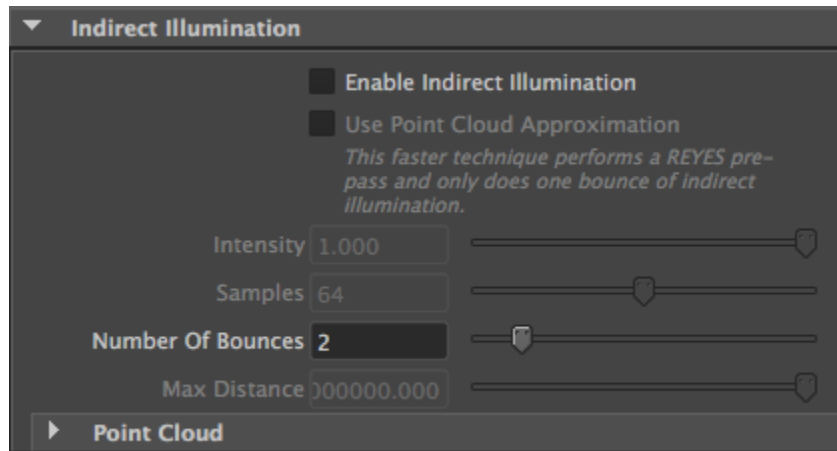 Indirect Illumination
Enable Indirect Illumination
Use Point Cloud Approximation
This faster technique performs a REYES pre-
pass and only does one bounce of indirect
illumination.
Intensity 1.000
Samples 64
Number Of Bounces 2
Max Distance 000000.000
Point Cloud